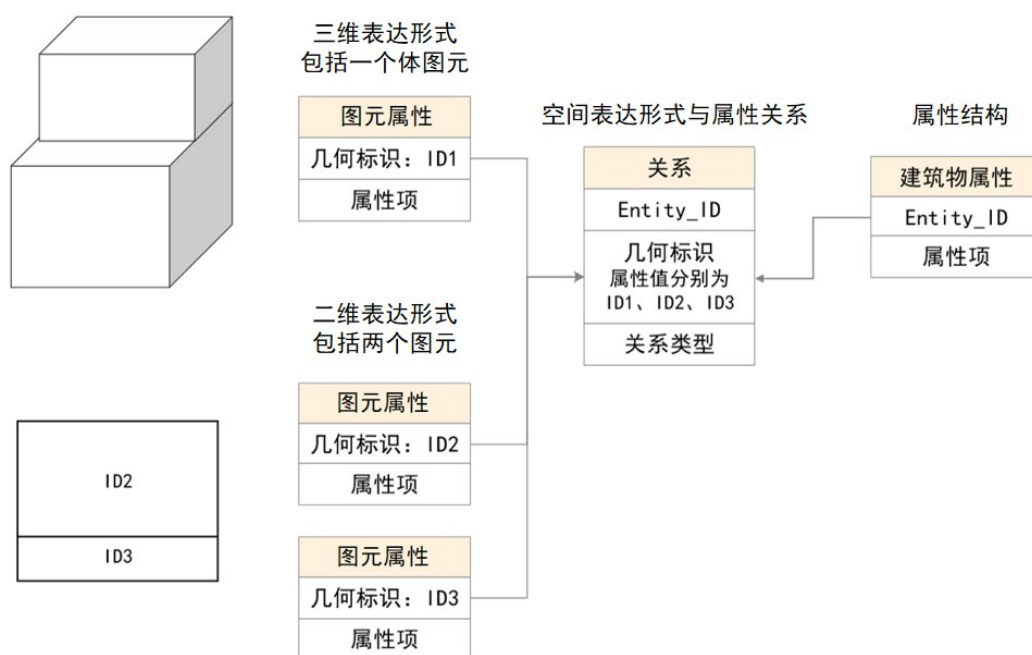 三维表达形式
包括一个体图元
图元属性
几何标识：ID1
属性项
空间表达形式与属性关系
关系
Entity_ID
几何标识
属性值分别为
ID1、ID2、ID3
关系类型
属性结构
建筑物属性
Entity_ID
属性项
二维表达形式
包括两个图元
图元属性
几何标识：ID2
属性项
图元属性
几何标识：ID3
属性项
ID2
ID3